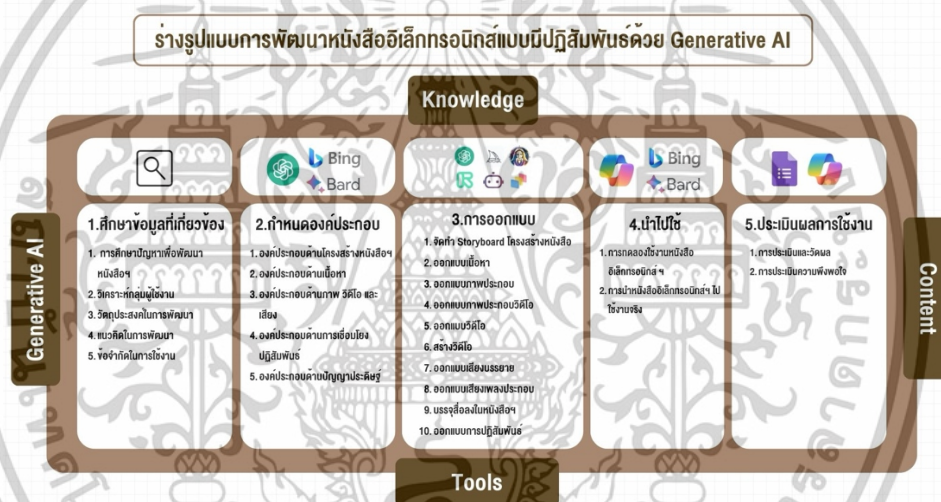 ร่างรูปแบบการพัฒนาหนังสืออิเล็กทรอนิกส์แบบมีปฏิสัมพันธ์ด้วย Generative AI
Knowledge
Generative AI
Bing
Bard
Bing
Bard
1.ศึกษาข้อมูลที่เกี่ยวข้อง
1. การศึกษาปัญหาเพื่อพัฒนา
หนังสือฯ
2.วิเคราะห์กลุ่มผู้ใช้งาน
3.วัตถุประสงค์ในการพัฒนา
4.แนวคิดในการพัฒนา
5.ข้อจำกัดในการใช้งาน
2.กำหนดองค์ประกอบ
1.องค์ประกอบด้านโครงสร้างหนังสือฯ
2.องค์ประกอบด้านเนื้อหา
3.องค์ประกอบด้านภาพ วิดีโอ และ
เสียง
4.องค์ประกอบด้านการเชื่อมโยง
ปฏิสัมพันธ์
5.องค์ประกอบด้านปัญญาประดิษฐ์
3.การออกแบบ
1.จัดทำ Storyboard โครงสร้างหนังสือ
2.ออกแบบเนื้อหา
3.ออกแบบภาพประกอบ
4.ออกแบบภาพประกอบวิดีโอ
5.ออกแบบวิดีโอ
6.สร้างวิดีโอ
7.ออกแบบเสียงบรรยาย
8.ออกแบบเสียงเพลงประกอบ
9.บรรจุสื่อลงในหนังสือฯ
10.ออกแบบการปฏิสัมพันธ์
4.นำไปใช้
1.การทดลองใช้งานหนังสือ
อิเล็กทรอนิกส์ ฯ
2.การนำหนังสืออิเล็กทรอนิกส์ฯ ไป
ใช้งานจริง
5.ประเมินผลการใช้งาน
1.การประเมินและวัดผล
2.การประเมินความพึงพอใจ
Content
Tools